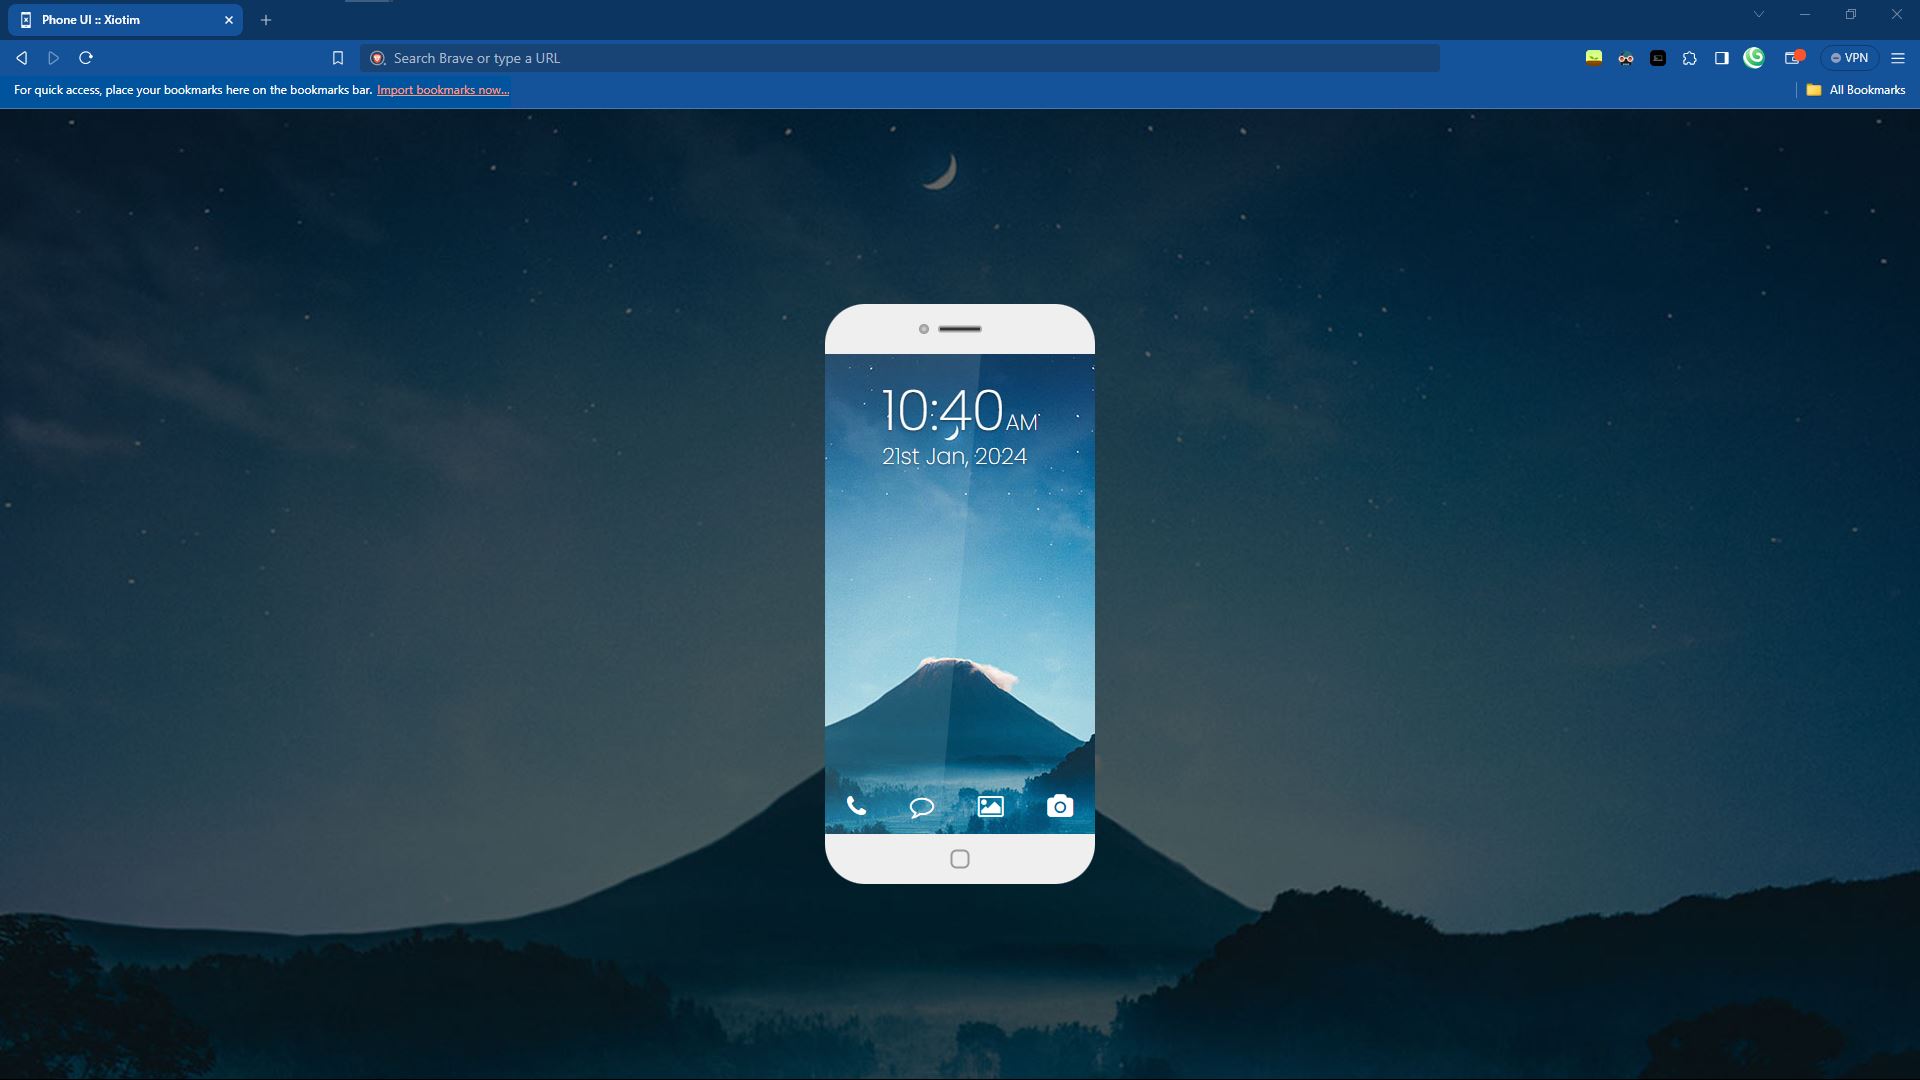 Phone UI :: Xiotim
Search Brave or type a URL
VPN
For quick access, place your bookmarks here on the bookmarks bar. Import bookmarks now...
All Bookmarks
10:40AM
21st Jan, 2024